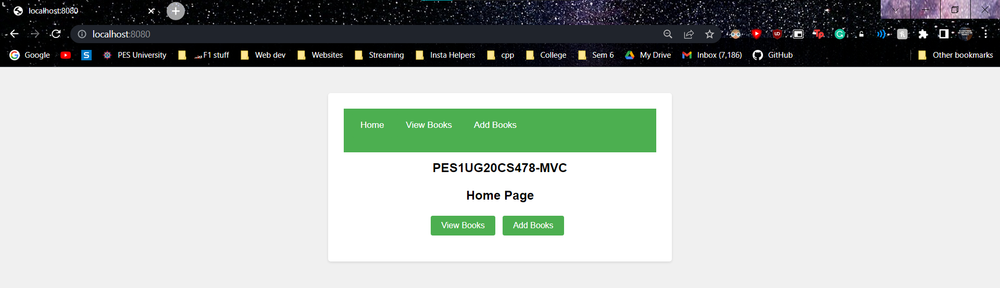 localhost:8080
localhost:8080
Google S PES University F1 stuff Web dev Websites Streaming Insta Helpers cpp College Sem 6 My Drive Inbox (7,186) GitHub Other bookmarks
Home View Books Add Books
PES1UG20CS478-MVC
Home Page
View Books Add Books